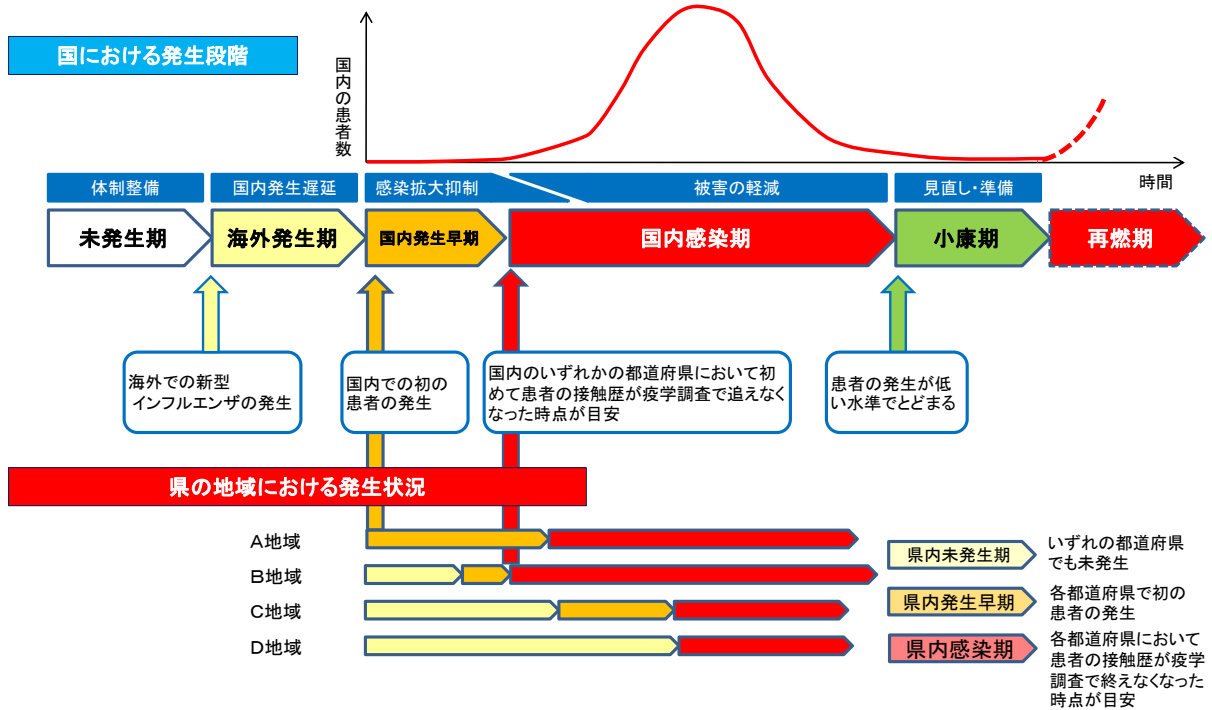 国における発生段階
国内の患者数
時間
体制整備
国内発生遅延
感染拡大抑制
被害の軽減
見直し・準備
未発生期
海外発生期
国内発生早期
国内感染期
小康期
再燃期
海外での新型
インフルエンザの発生
国内での初の
患者の発生
国内のいずれかの都道府県において初
めて患者の接触歴が疫学調査で追えなく
なった時点が目安
患者の発生が低
い水準でとどまる
県の地域における発生状況
A地域
B地域
C地域
D地域
県内未発生期
いずれの都道府県
でも未発生
県内発生早期
各都道府県で初の
患者の発生
県内感染期
各都道府県において
患者の接触歴が疫学
調査で終えなくなった
時点が目安